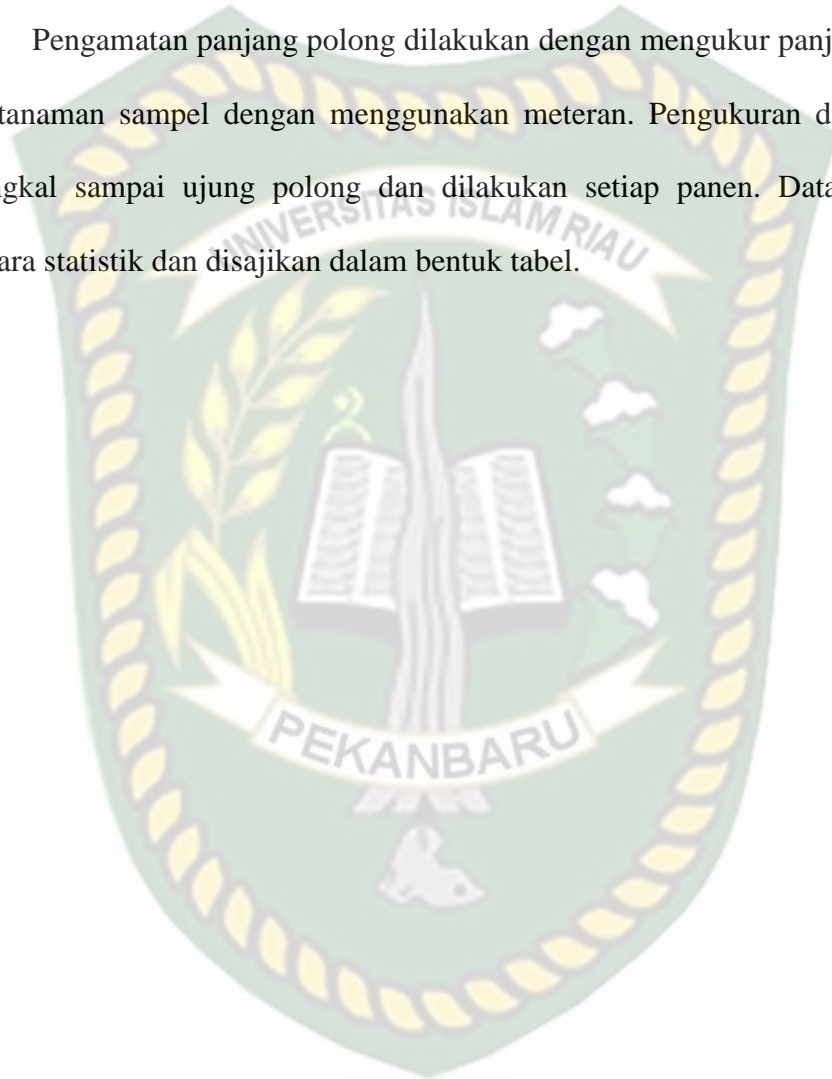 Pengamatan panjang polong dilakukan dengan mengukur panj
tanaman sampel dengan menggunakan meteran. Pengukuran d
ngkal sampai ujung polong dan dilakukan setiap panen. Data
ara statistik dan disajikan dalam bentuk tabel.
UNIVERSITAS ISLAM RIAU
PEKANBARU